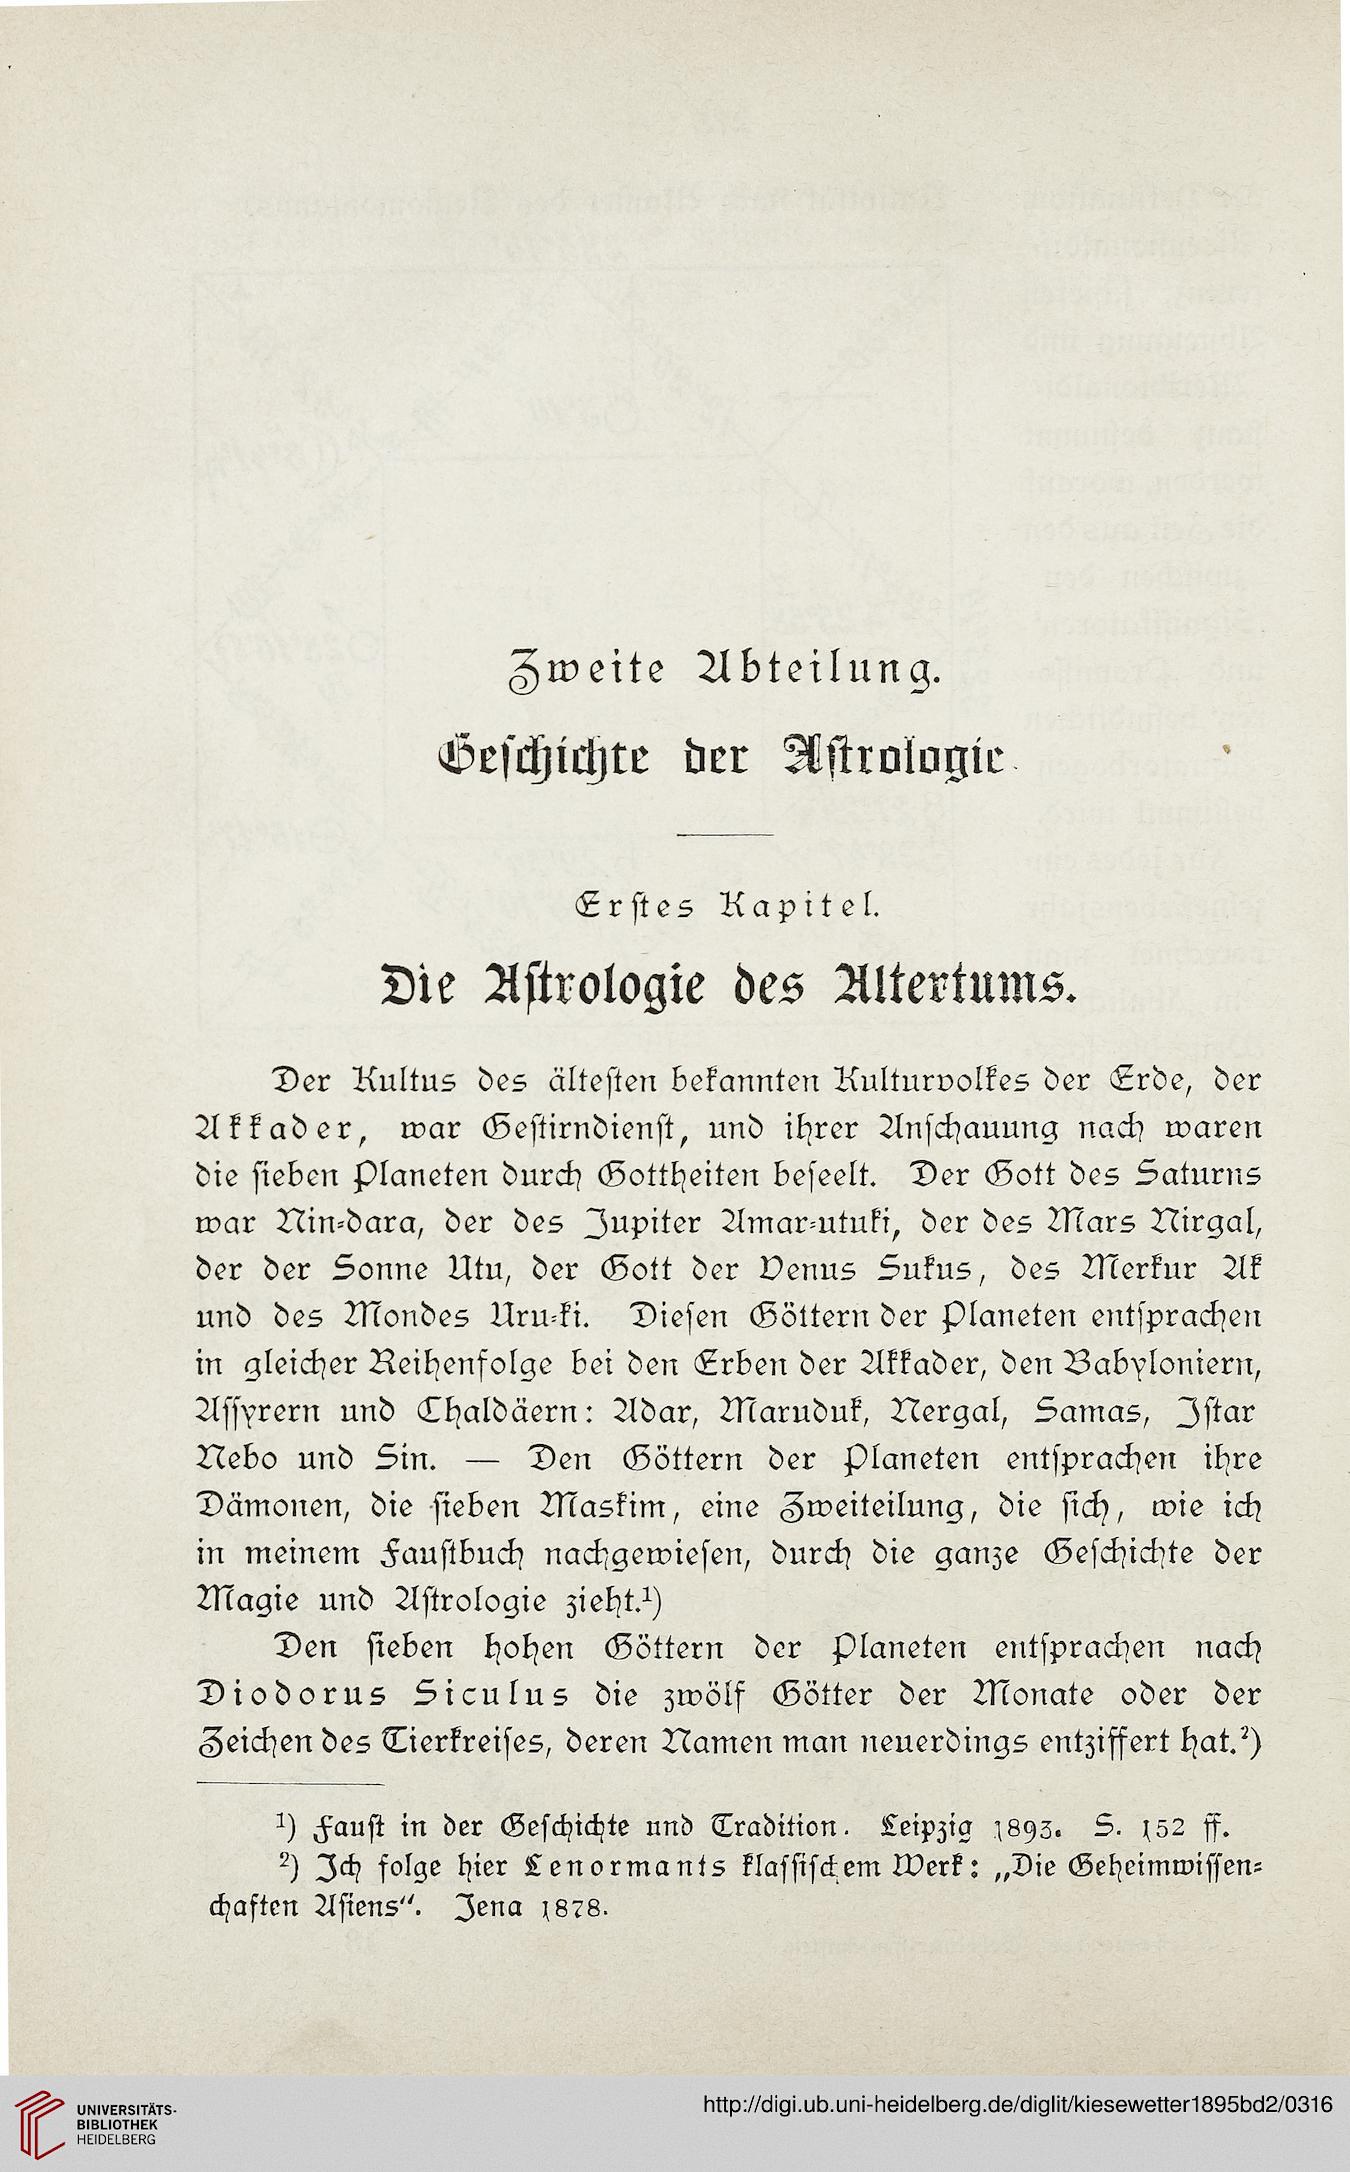 Zweite Abteilung.
Geschichte der Astrologie.
Erstes Kapitel.
Die Astrologie des Altertums.
Der Kultus des ältesten bekannten Kulturvolkes der Erde, der
Akkader, war Gestirndienst, und ihrer Anschauung nach waren
die sieben Planeten durch Gottheiten beseelt. Der Gott des Saturns
war Nin-dara, der des Jupiter Amar-utuki, der des Mars Nirgal,
der der Sonne Utu, der Gott der Venus Sukus, des Merkur Ak
und des Mondes Uru-ki. Diesen Göttern der Planeten entsprachen
in gleicher Reihenfolge bei den Erben der Akkader, den Babyloniern,
Assyrern und Chaldäern: Adar, Maruduk, Nergal, Samas, Istar
Nebo und Sin. — Den Göttern der Planeten entsprachen ihre
Dämonen, die sieben Maskim, eine Zweiteilung, die sich, wie ich
in meinem Faustbuch nachgewiesen, durch die ganze Geschichte der
Magie und Astrologie zieht.¹)
Den sieben hohen Göttern der Planeten entsprachen nach
Diodorus Siculus die zwölf Götter der Monate oder der
Zeichen des Tierkreises, deren Namen man neuerdings entziffert hat.²)
¹) Faust in der Geschichte und Tradition. Leipzig 1893. S. 152 ff.
²) Ich folge hier Lenormants klassischem Werk: „Die Geheimwissen-
chaften Asiens“. Jena 1878.
UNIVERSITÄTS-
BIBLIOTHEK
HEIDELBERG
http://digi.ub.uni-heidelberg.de/diglit/kiesewetter1895bd2/0316